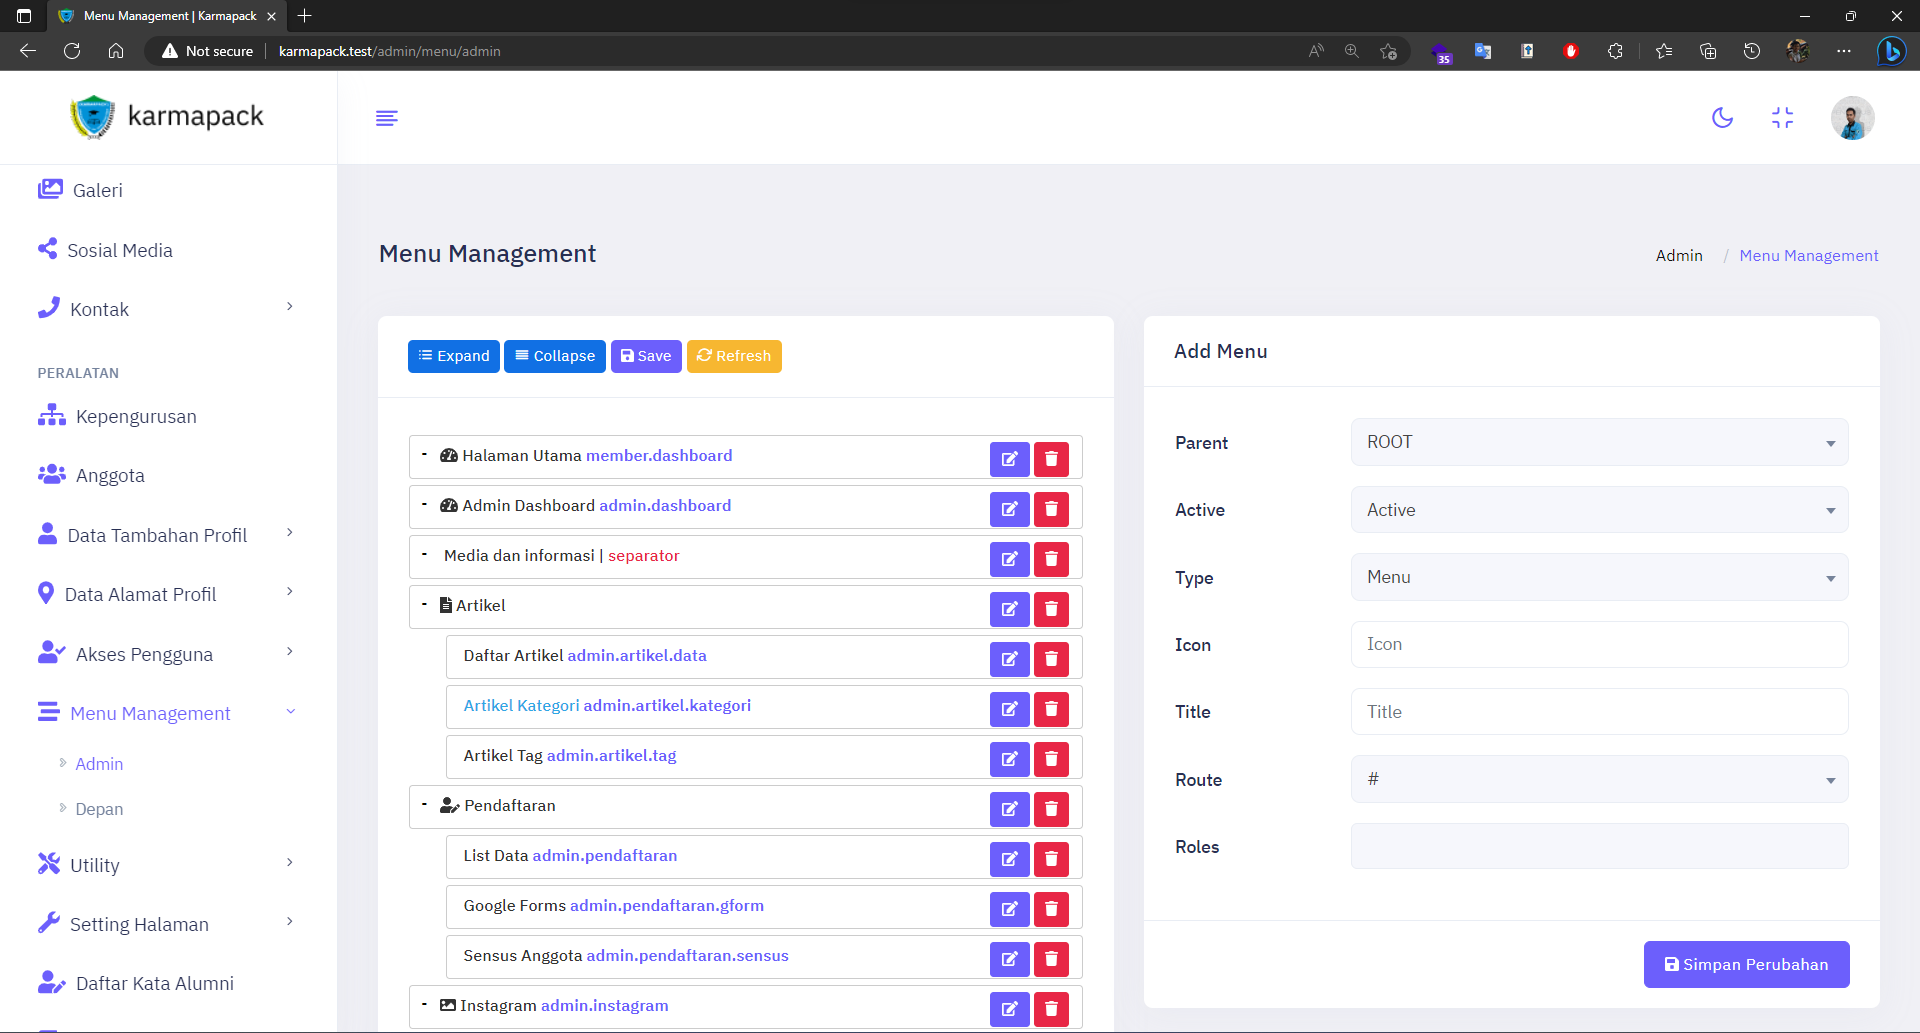 Menu Management | Karmapack
Not secure
karmapack.test/admin/menu/admin
35
karmapack
Galeri
Sosial Media
Kontak
PERALATAN
Kepengurusan
Anggota
Data Tambahan Profil
Data Alamat Profil
Akses Pengguna
Menu Management
Admin
Depan
Utility
Setting Halaman
Daftar Kata Alumni
Menu Management
Admin / Menu Management
Expand
Collapse
Save
Refresh
- Halaman Utama member.dashboard
- Admin Dashboard admin.dashboard
- Media dan informasi | separator
- Artikel
Daftar Artikel admin.artikel.data
Artikel Kategori admin.artikel.kategori
Artikel Tag admin.artikel.tag
- Pendaftaran
List Data admin.pendaftaran
Google Forms admin.pendaftaran.gform
Sensus Anggota admin.pendaftaran.sensus
- Instagram admin.instagram
Add Menu
Parent ROOT
Active Active
Type Menu
Icon Icon
Title Title
Route #
Roles
Simpan Perubahan